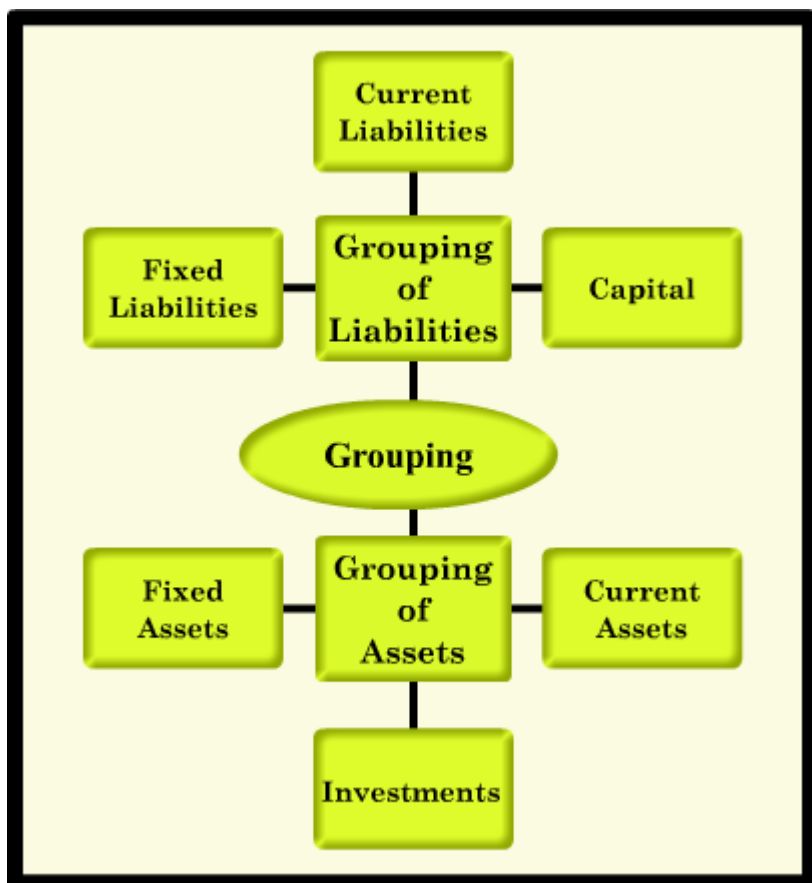 Current
Liabilities
Fixed
Liabilities
Grouping
of
Liabilities
Capital
Grouping
Fixed
Assets
Grouping
of
Assets
Current
Assets
Investments